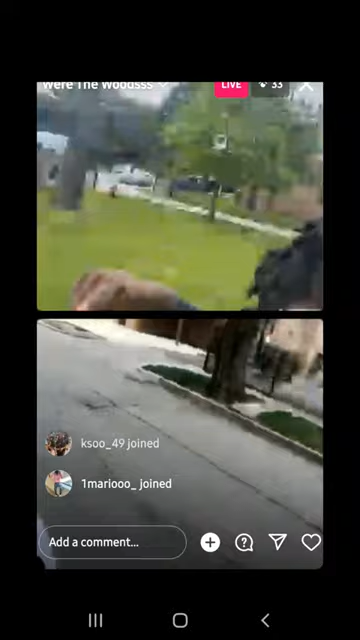 Were The Woodsss
LIVE
33
ksoo_49 joined
1mariooo_ joined
Add a comment...